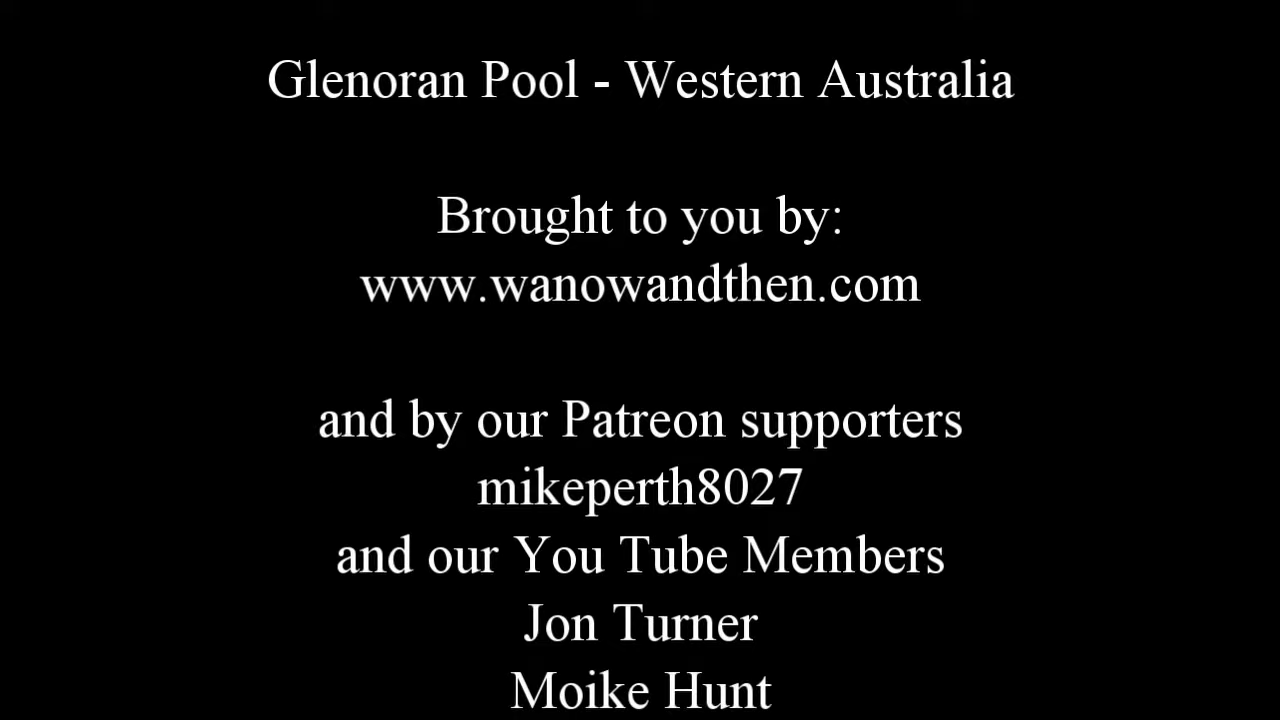 Glenoran Pool - Western Australia
Brought to you by:
www.wanowandthen.com
and by our Patreon supporters
mikeperth8027
and our You Tube Members
Jon Turner
Moike Hunt